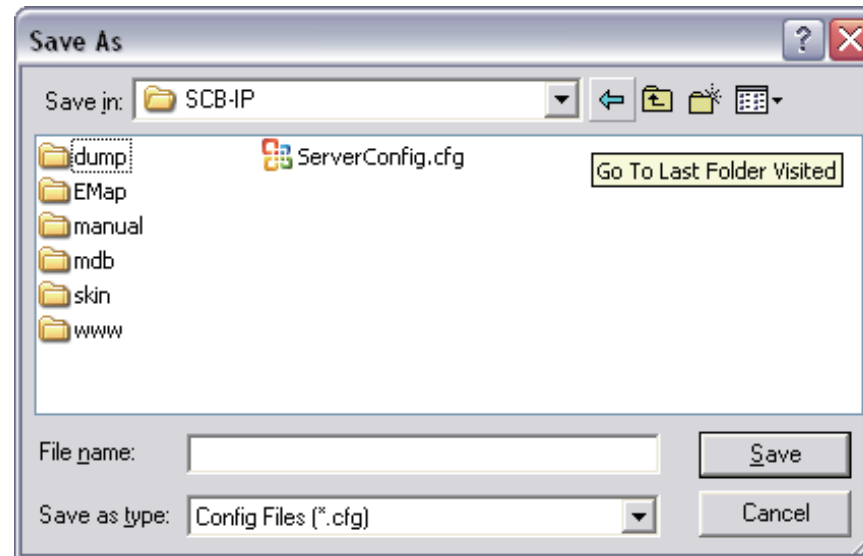 Save As
Save in: SCB-IP
dump ServerConfig.cfg
Go To Last Folder Visited
EMap
manual
mdb
skin
www
File name: Save
Save as type: Config Files (*.cfg) Cancel